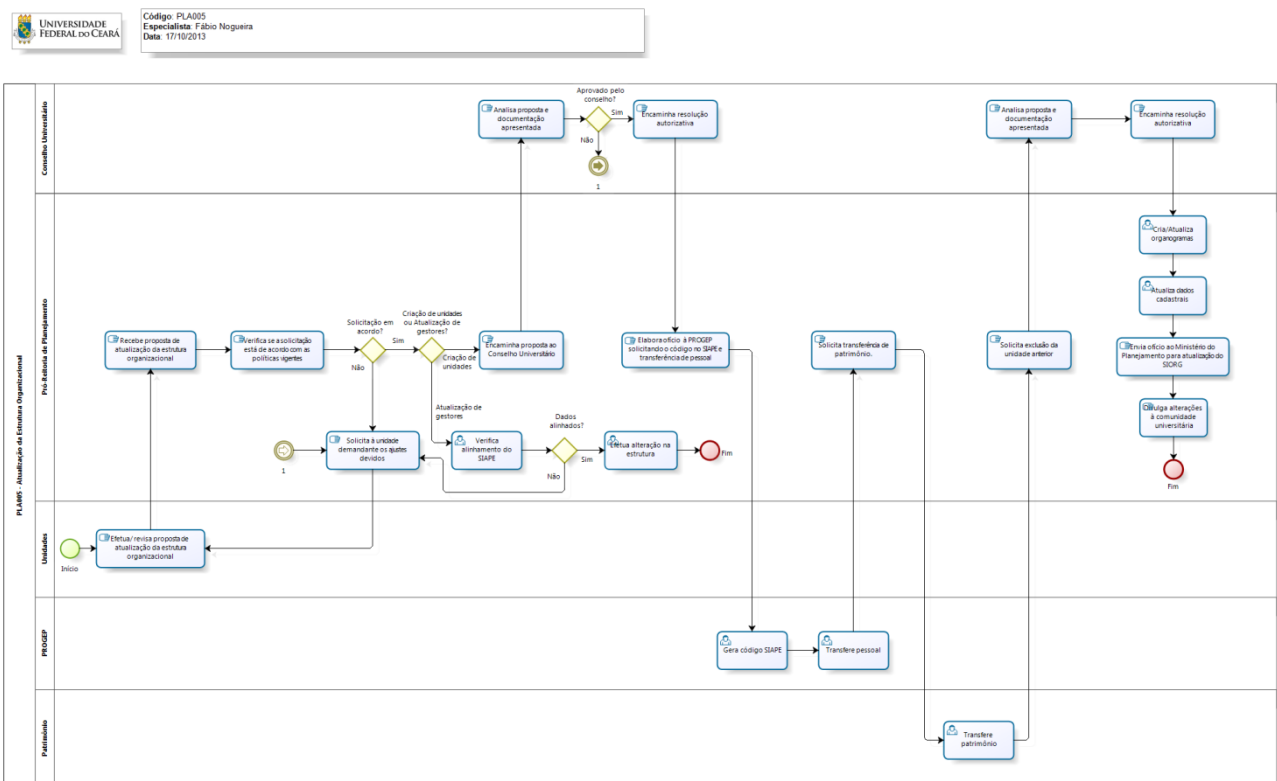 UNIVERSIDADE
FEDERAL DO CEARÁ
Código: PLA005
Especialista: Fábio Nogueira
Data: 17/10/2013
PLA005 - Atualização da Estrutura Organizacional
Conselho Universitário
Analisa proposta e
documentação
apresentada
Aprovado pelo
conselho?
Sim
Não
1
Encaminha resolução
autorizativa
Analisa proposta e
documentação
apresentada
Encaminha resolução
autorizativa
Pró-Reitoria de Planejamento
Recebe proposta de
atualização da estrutura
organizacional
Verifica se a solicitação
está de acordo com as
políticas vigentes
Solicitação em
acordo?
Sim
Não
Criação de unidades
ou Atualização de
gestores?
Criação de
unidades
Atualização de
gestores
Encaminha proposta ao
Conselho Universitário
Elabora ofício à PROGEP
solicitando o código no SIAPE e
transferência de pessoal
Solicita transferência de
patrimônio.
Solicita exclusão da
unidade anterior
Cria/Atualiza
organogramas
Atualiza dados
cadastrais
Envia ofício ao Ministério do
Planejamento para atualização do
SIORG
Divulga alterações
à comunidade
universitária
Fim
1
Solicita à unidade
demandante os ajustes
devidos
Verifica
alinhamento do
SIAPE
Dados
alinhados?
Sim
Não
Efetua alteração na
estrutura
Fim
Unidades
Início
Efetua/ revisa proposta de
atualização da estrutura
organizacional
PROGEP
Gera código SIAPE
Transfere pessoal
Patrimônio
Transfere
patrimônio